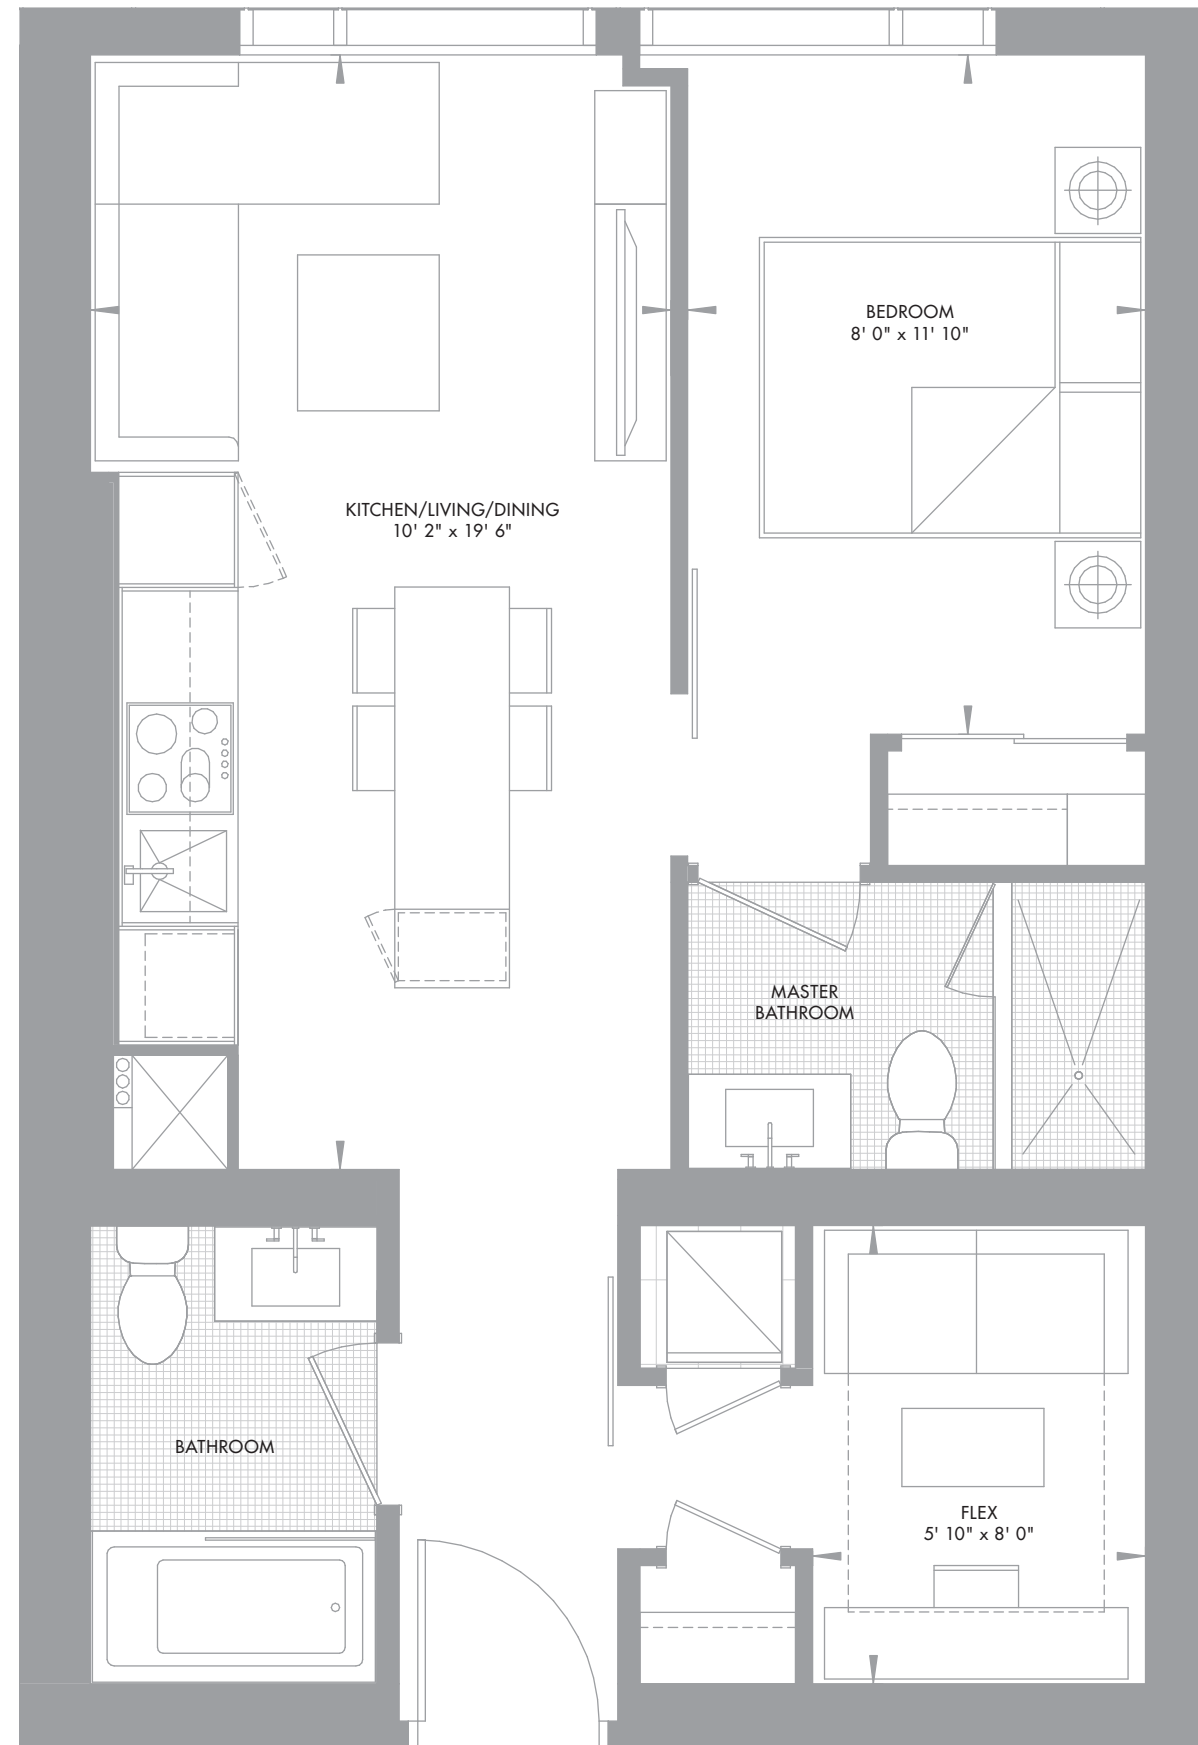 BEDROOM
8' 0" x 11' 10"
KITCHEN/LIVING/DINING
10' 2" x 19' 6"
MASTER
BATHROOM
BATHROOM
FLEX
5' 10" x 8' 0"